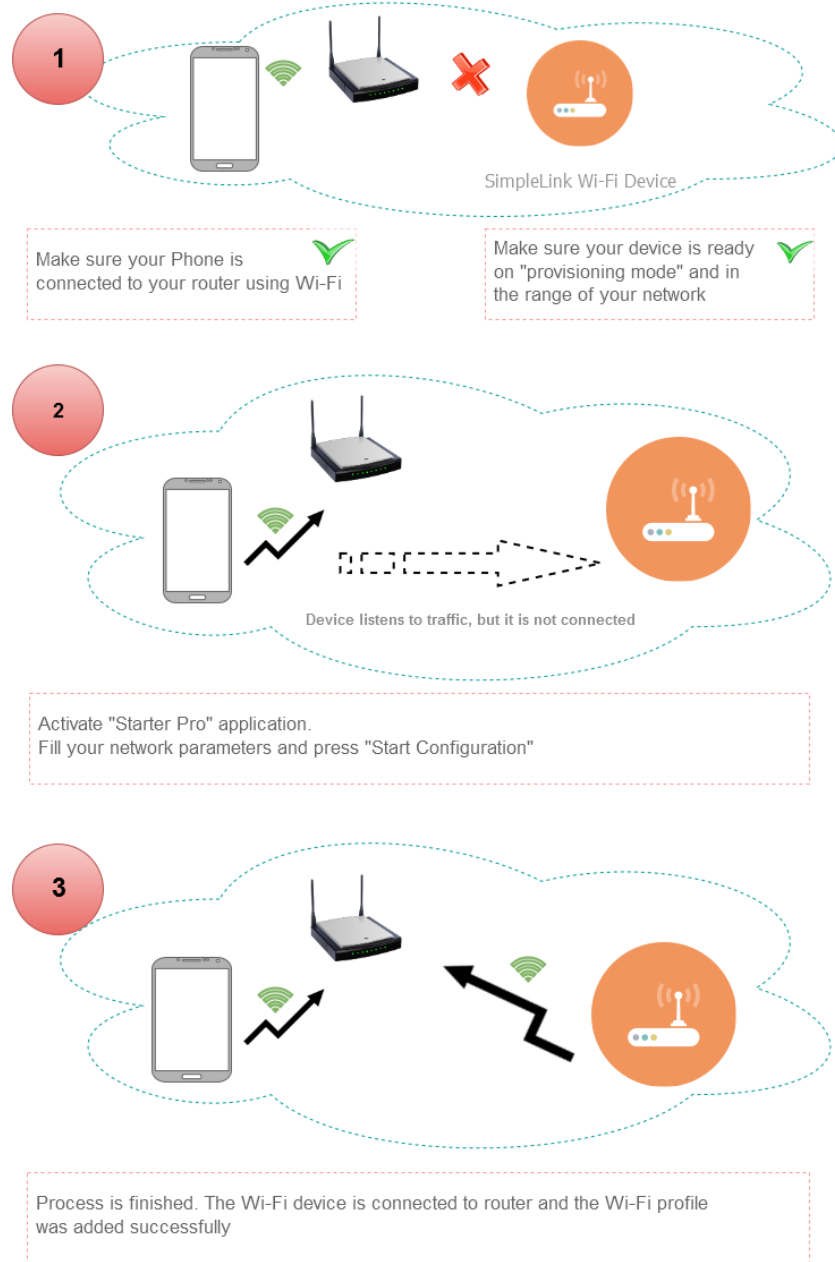 1
SimpleLink Wi-Fi Device
Make sure your Phone is
connected to your router using Wi-Fi
Make sure your device is ready
on "provisioning mode" and in
the range of your network
2
Device listens to traffic, but it is not connected
Activate "Starter Pro" application.
Fill your network parameters and press "Start Configuration"
3
Process is finished. The Wi-Fi device is connected to router and the Wi-Fi profile
was added successfully